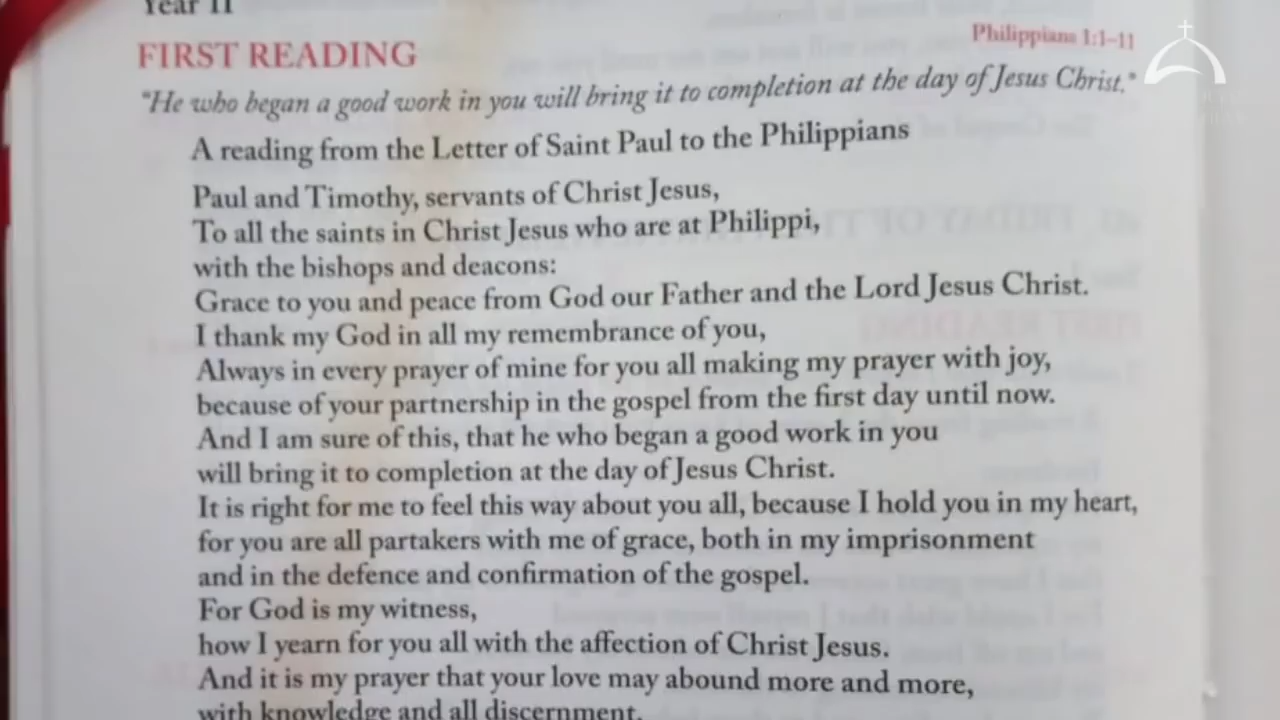 Year II
FIRST READING
Philippians 1:1–11
"He who began a good work in you will bring it to completion at the day of Jesus Christ."
A reading from the Letter of Saint Paul to the Philippians
Paul and Timothy, servants of Christ Jesus,
To all the saints in Christ Jesus who are at Philippi,
with the bishops and deacons:
Grace to you and peace from God our Father and the Lord Jesus Christ.
I thank my God in all my remembrance of you,
Always in every prayer of mine for you all making my prayer with joy,
because of your partnership in the gospel from the first day until now.
And I am sure of this, that he who began a good work in you
will bring it to completion at the day of Jesus Christ.
It is right for me to feel this way about you all, because I hold you in my heart,
for you are all partakers with me of grace, both in my imprisonment
and in the defence and confirmation of the gospel.
For God is my witness,
how I yearn for you all with the affection of Christ Jesus.
And it is my prayer that your love may abound more and more,
with knowledge and all discernment,